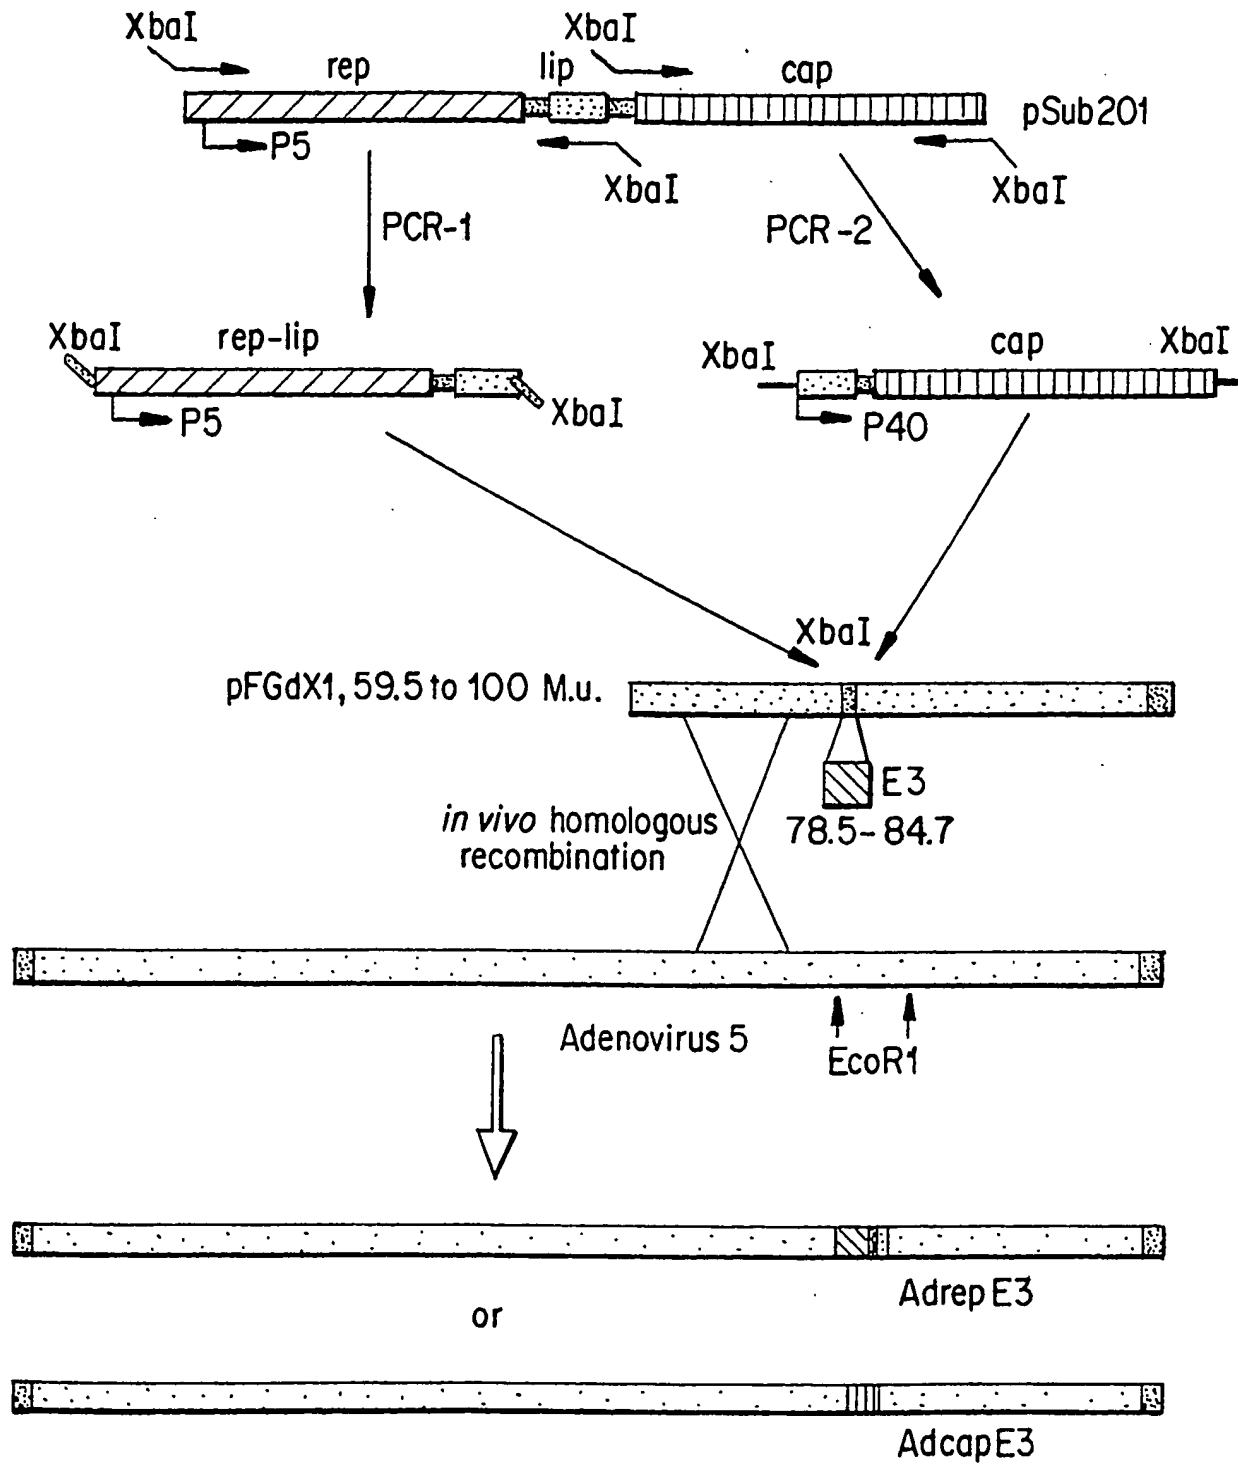 XbaI
XbaI
rep
lip
cap
pSub201
P5
XbaI
XbaI
PCR-1
PCR-2
XbaI
rep-lip
XbaI
cap
XbaI
P5
XbaI
P40
XbaI
pFGdX1, 59.5 to 100 M.u.
E3
78.5-84.7
in vivo homologous
recombination
Adenovirus 5
EcoR1
Adrep E3
or
AdcapE3